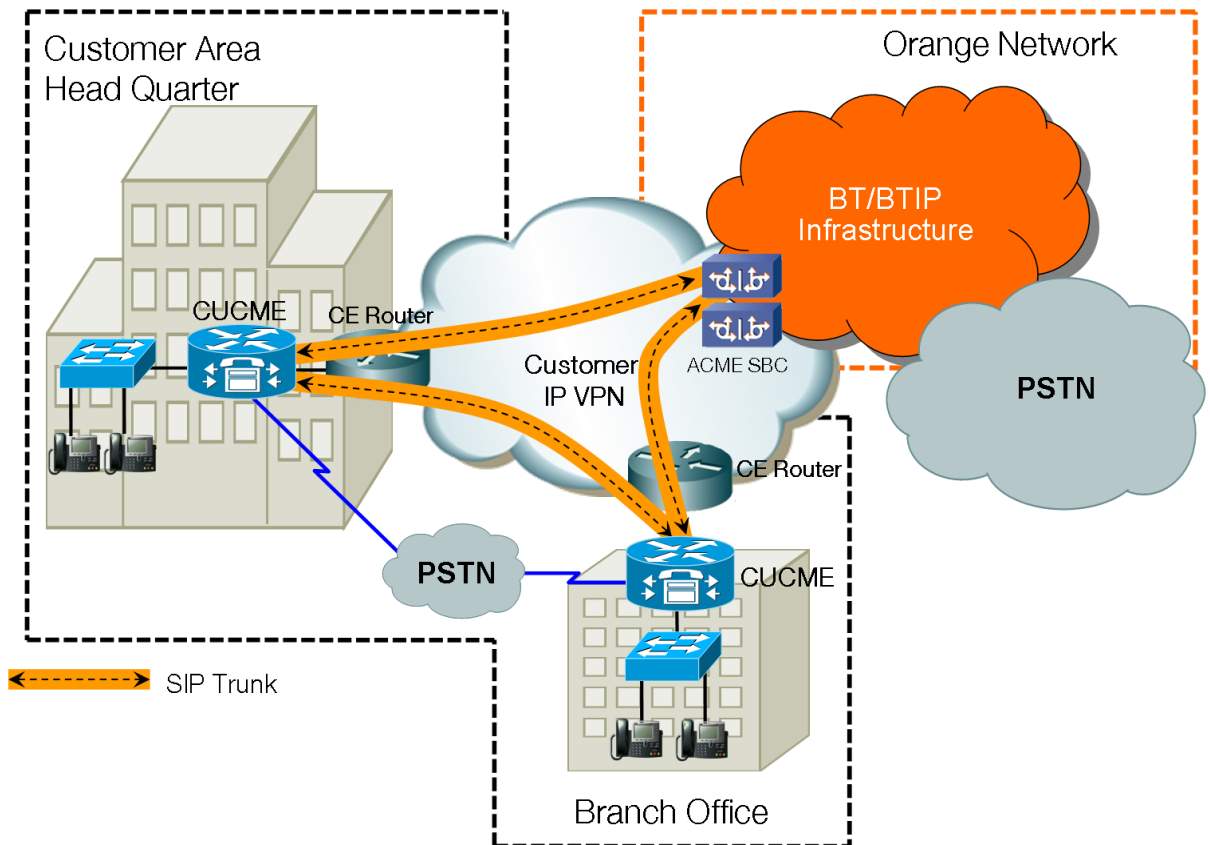 Customer Area
Head Quarter
Orange Network
BT/BTIP
Infrastructure
CUCME
CE Router
d|b
d|b
ACME SBC
Customer
IP VPN
PSTN
CE Router
PSTN
CUCME
SIP Trunk
Branch Office